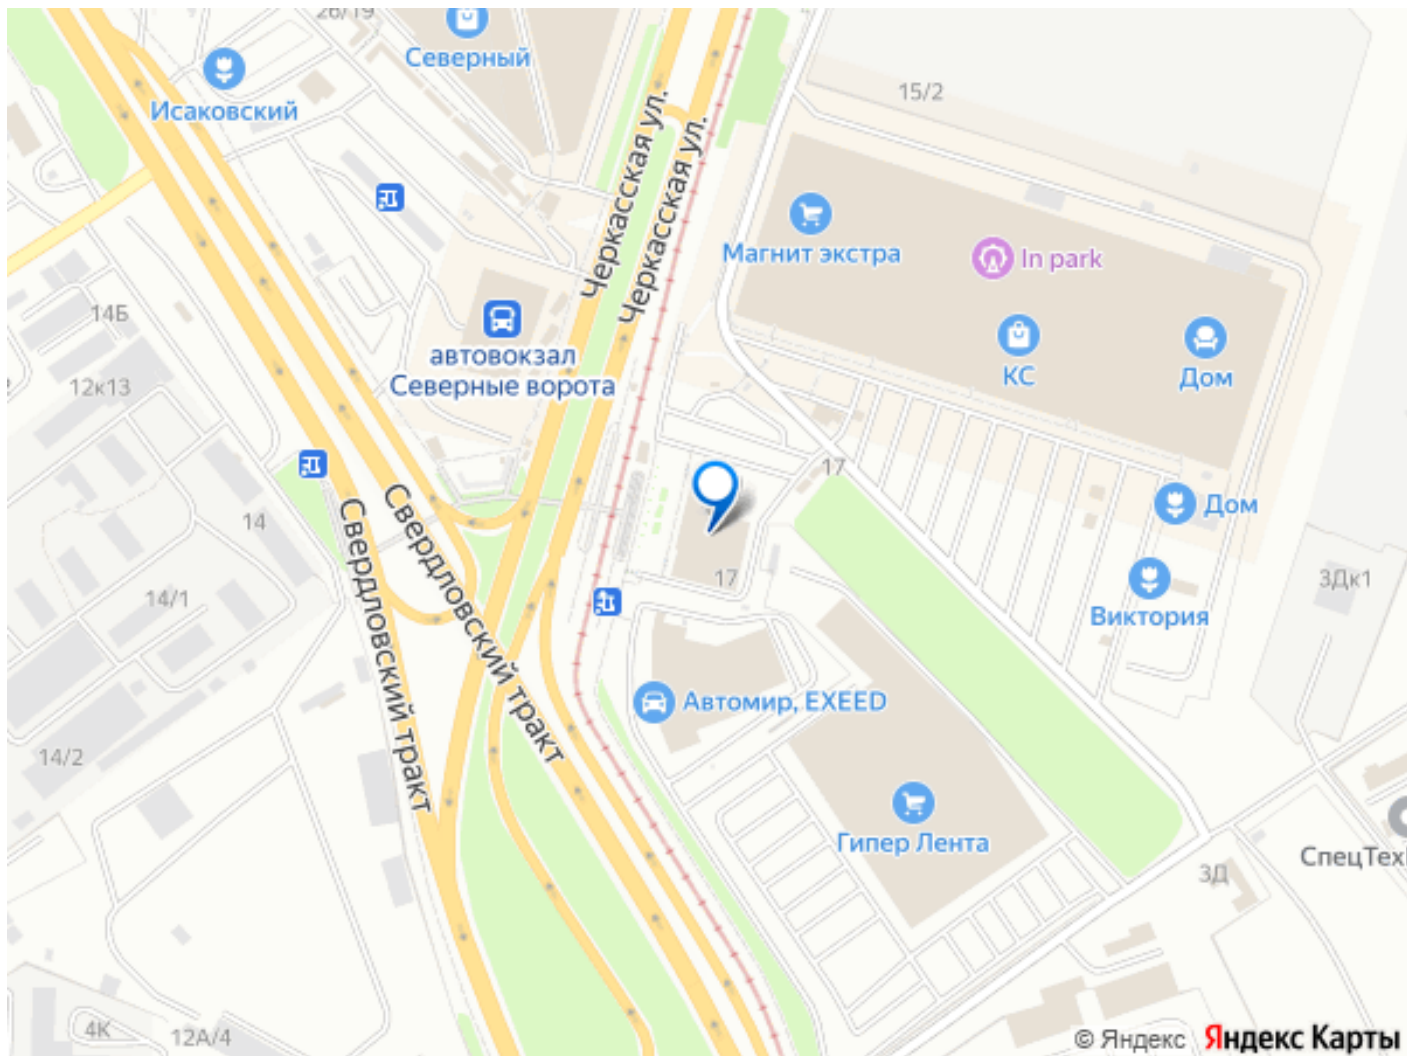 26/19
Северный
Исаковский
15/2
Черкасская ул.
Черкасская ул.
Магнит экстра
In park
14Б
автовокзал
Северные ворота
КС
Дом
12к13
17
Дом
14
Свердловский тракт
Свердловский тракт
17
3Дк1
14/1
Виктория
Автомир, EXEED
14/2
Гипер Лента
СпецТех
3Д
4К
12А/4
© Яндекс Яндекс Карты